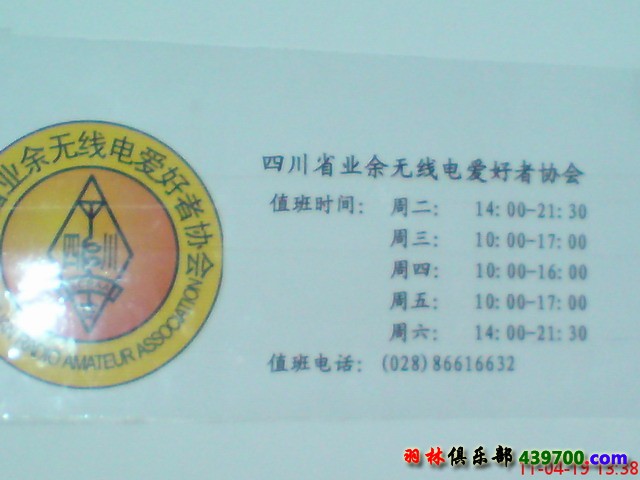 业余无线电爱好者协会
RADIO AMATEUR ASSOCIATION
四川省业余无线电爱好者协会
值班时间： 周二： 14:00-21:30
周三： 10:00-17:00
周四： 10:00-16:00
周五： 10:00-17:00
周六： 14:00-21:30
值班电话： (028)86616632
羽林俱乐部 439700.com
11-04-19 13:38